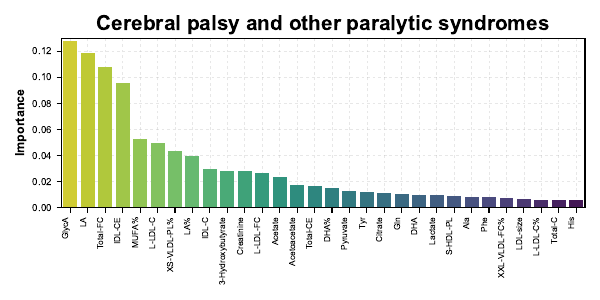 Cerebral palsy and other paralytic syndromes
Importance
0.12
0.10
0.08
0.06
0.04
0.02
0.00
GlycA
LA
Total-FC
IDL-CE
MUFA%
L-LDL-C
XS-VLDL-PL%
LA%
IDL-C
3-Hydroxybutyrate
Creatinine
L-LDL-FC
Acetate
Acetoacetate
Total-CE
DHA%
Pyruvate
Tyr
Citrate
Gln
DHA
Lactate
S-HDL-PL
Ala
Phe
XXL-VLDL-FC%
LDL-size
L-LDL-C%
Total-C
His